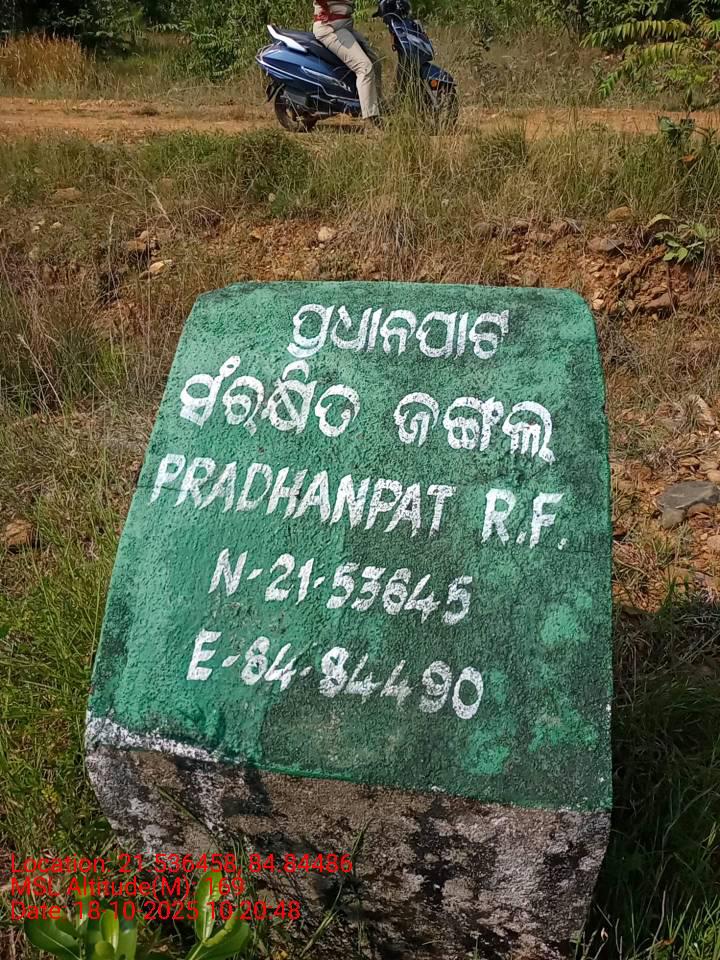 ପ୍ରଧାନପାଟ
ସଂରକ୍ଷିତ ଜଙ୍ଗଲ
PRADHANPAT R.F.
N-21-53645
E-84-84490
Location: 21.536458, 84.84486
MSL Altitude(M): 169
Date: 18-10-2025 10:20:48